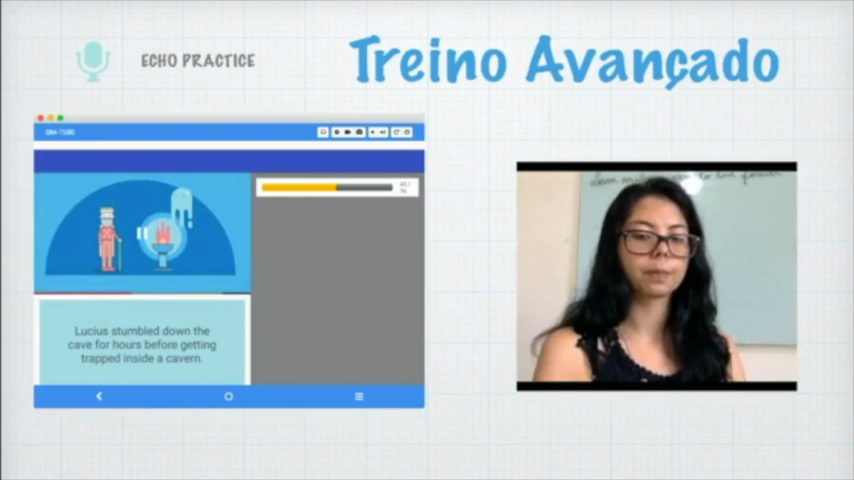 ECHO PRACTICE
Treino Avançado
Lucius stumbled down the
cave for hours before getting
trapped inside a cavern.